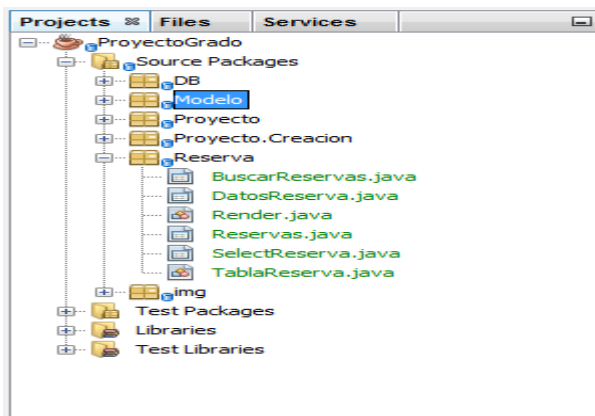 Projects Files Services
ProyectoGrado
Source Packages
DB
Modelo
Proyecto
Proyecto.Creacion
Reserva
BuscarReservas.java
DatosReserva.java
Render.java
Reservas.java
SelectReserva.java
TablaReserva.java
img
Test Packages
Libraries
Test Libraries